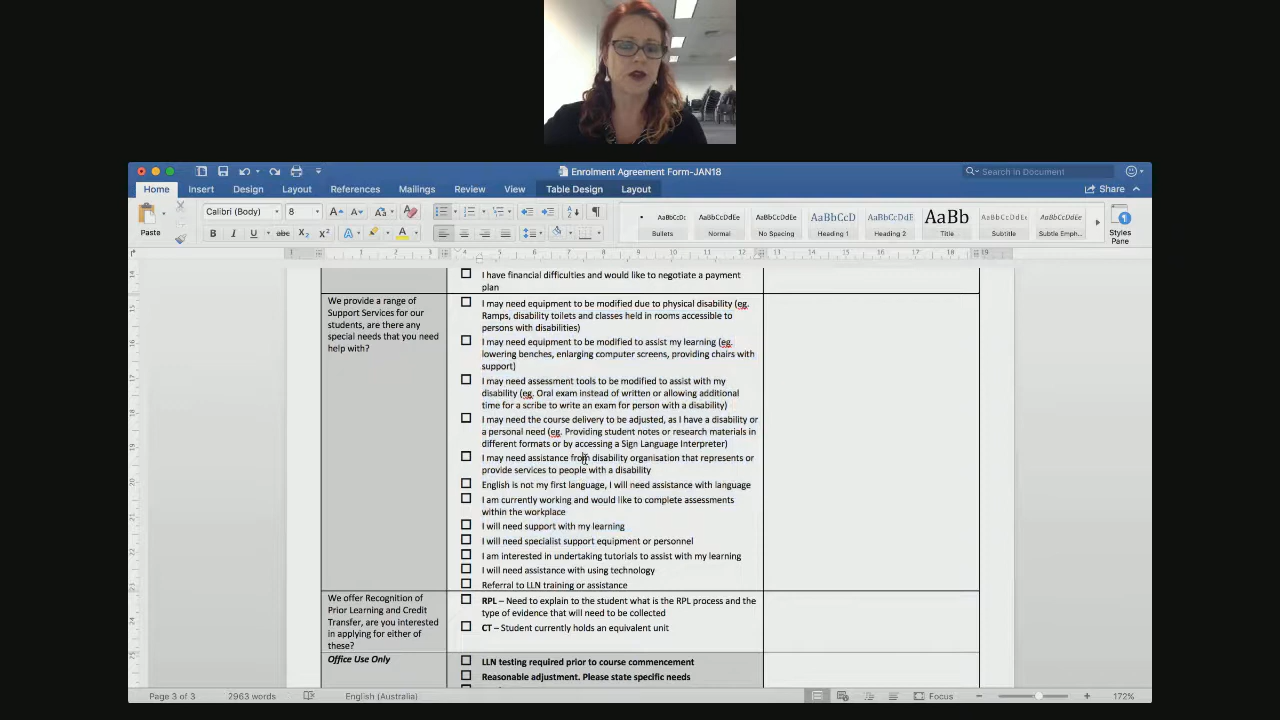 Enrolment Agreement Form-JAN18
Search in Document
Home Insert Design Layout References Mailings Review View Table Design Layout Share
Paste
Calibri (Body) 8
AaBbCcDc AaBbCcDdEe AaBbCcDdEe AaBbCcD AaBbCcDdE AaBb AaBbCcDdEe AaBbCcDdEe
Bullets Normal No Spacing Heading 1 Heading 2 Title Subtitle Subtle Emph... Styles Pane
I have financial difficulties and would like to negotiate a payment
plan
We provide a range of
Support Services for our
students, are there any
special needs that you need
help with?
I may need equipment to be modified due to physical disability (eg.
Ramps, disability toilets and classes held in rooms accessible to
persons with disabilities)
I may need equipment to be modified to assist my learning (eg.
lowering benches, enlarging computer screens, providing chairs with
support)
I may need assessment tools to be modified to assist with my
disability (eg. Oral exam instead of written or allowing additional
time for a scribe to write an exam for person with a disability)
I may need the course delivery to be adjusted, as I have a disability or
a personal need (eg. Providing student notes or research materials in
different formats or by accessing a Sign Language Interpreter)
I may need assistance from disability organisation that represents or
provide services to people with a disability
English is not my first language, I will need assistance with language
I am currently working and would like to complete assessments
within the workplace
I will need support with my learning
I will need specialist support equipment or personnel
I am interested in undertaking tutorials to assist with my learning
I will need assistance with using technology
Referral to LLN training or assistance
We offer Recognition of
Prior Learning and Credit
Transfer, are you interested
in applying for either of
these?
RPL – Need to explain to the student what is the RPL process and the
type of evidence that will need to be collected
CT – Student currently holds an equivalent unit
Office Use Only
LLN testing required prior to course commencement
Reasonable adjustment. Please state specific needs
Page 3 of 3 2963 words English (Australia) Focus 172%